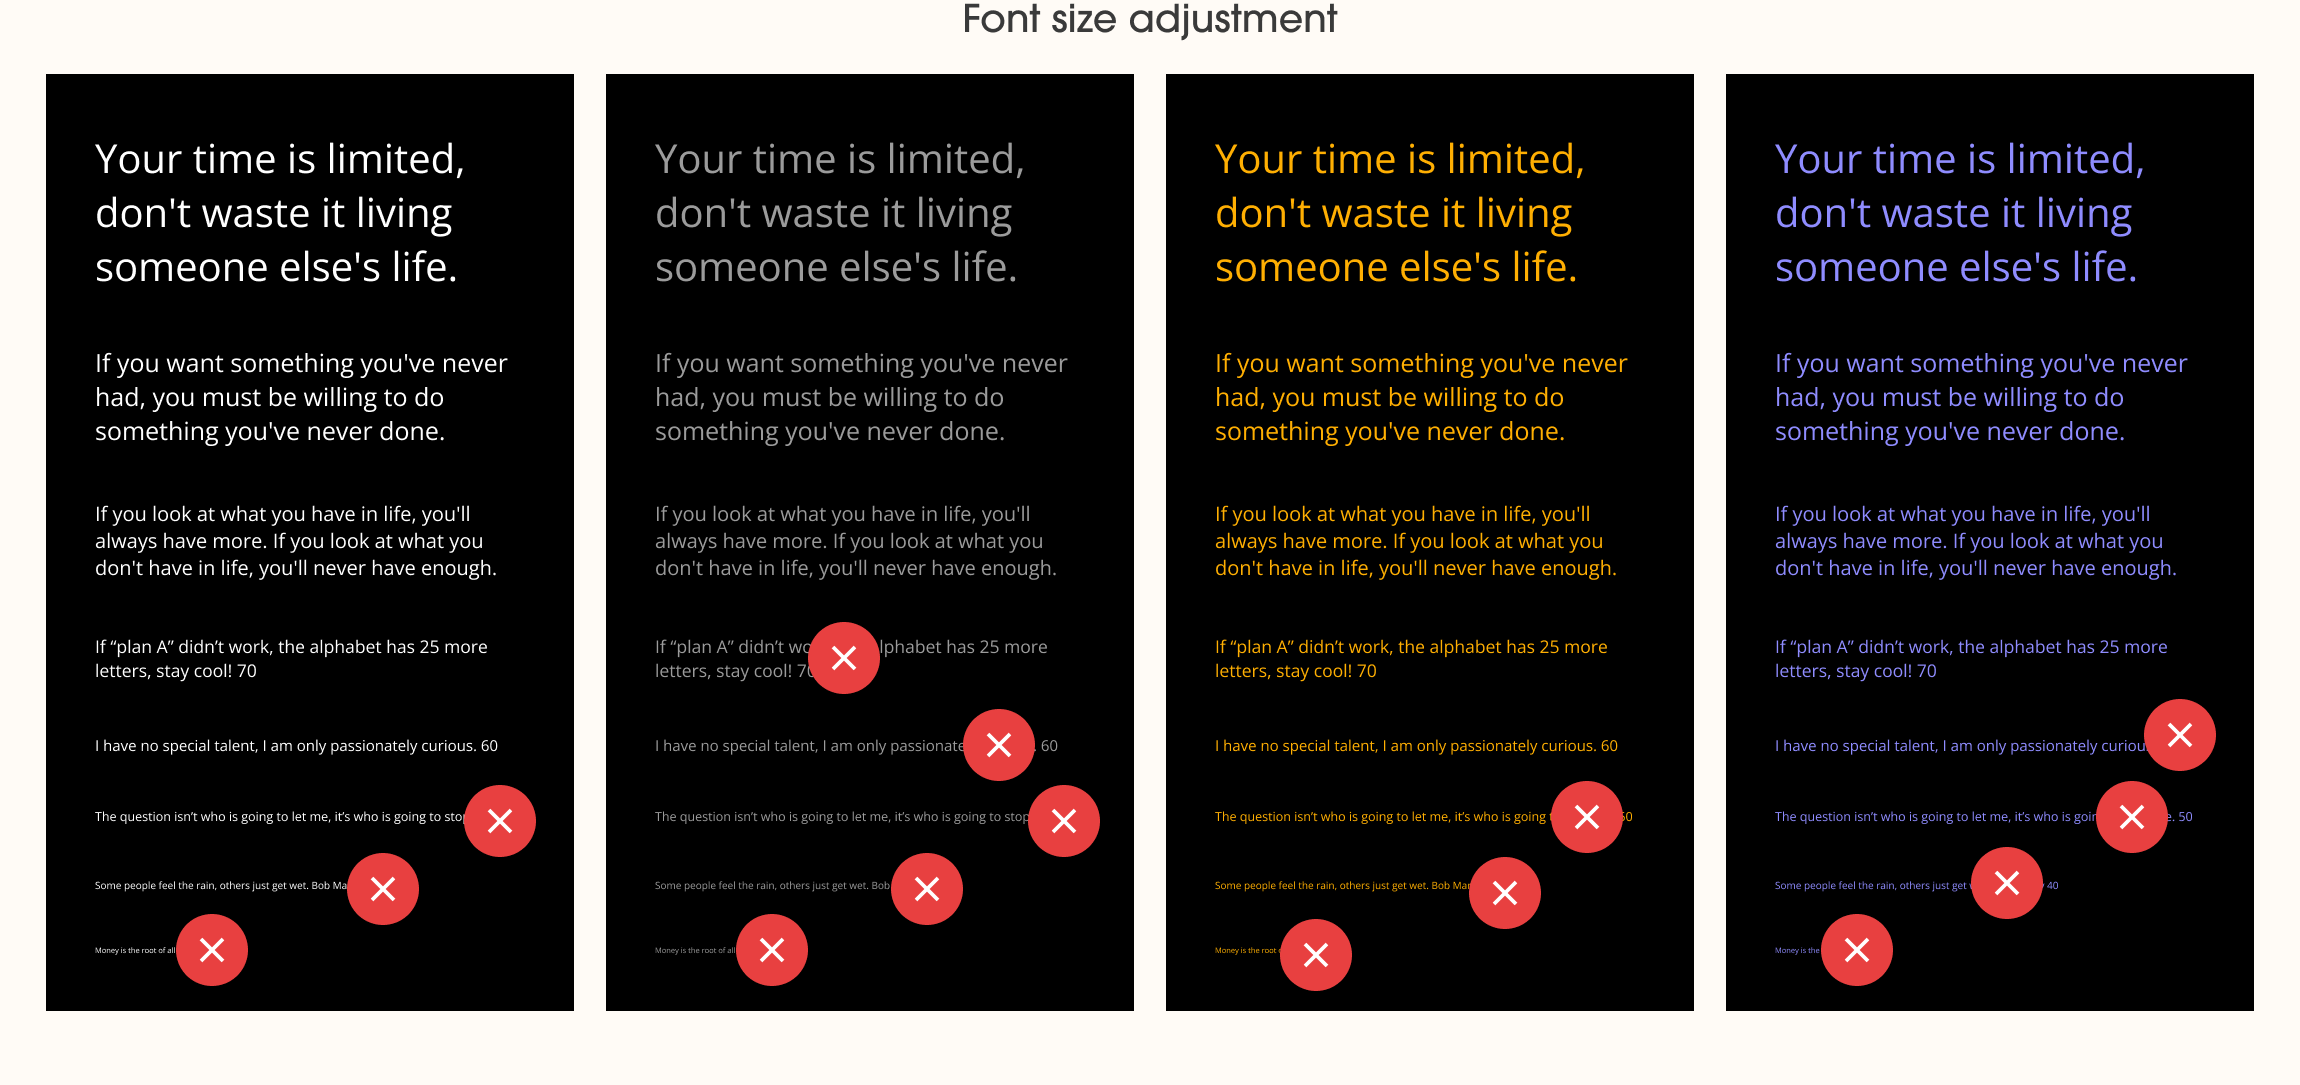 Font size adjustment
Your time is limited,
don't waste it living
someone else's life.
If you want something you've never
had, you must be willing to do
something you've never done.
If you look at what you have in life, you'll
always have more. If you look at what you
don't have in life, you'll never have enough.
If “plan A” didn’t work, the alphabet has 25 more
letters, stay cool! 70
I have no special talent, I am only passionately curious. 60
The question isn’t who is going to let me, it’s who is going to
Some people feel the rain, others just get wet. Bob
Money is the root of all
Your time is limited,
don't waste it living
someone else's life.
If you want something you've never
had, you must be willing to do
something you've never done.
If you look at what you have in life, you'll
always have more. If you look at what you
don't have in life, you'll never have enough.
If “plan A” didn’t has 25 more
letters, stay cool!
I have no special talent, I am only 60
The question isn’t who is going to let me, it’s who is going to stop
Some people feel the rain, others just get wet. Bob
Money is the root of all
Your time is limited,
don't waste it living
someone else's life.
If you want something you've never
had, you must be willing to do
something you've never done.
If you look at what you have in life, you'll
always have more. If you look at what you
don't have in life, you'll never have enough.
If “plan A” didn’t work, the alphabet has 25 more
letters, stay cool! 70
I have no special talent, I am only passionately curious. 60
The question isn’t who is going to let me, it’s who is going
Some people feel the rain, others just get wet. Bob
Money is the root
Your time is limited,
don't waste it living
someone else's life.
If you want something you've never
had, you must be willing to do
something you've never done.
If you look at what you have in life, you'll
always have more. If you look at what you
don't have in life, you'll never have enough.
If “plan A” didn’t work, the alphabet has 25 more
letters, stay cool! 70
I have no special talent, I am only passionately
The question isn’t who is going to let me, it’s who is 50
Some people feel the rain, others just get 40
Money is the